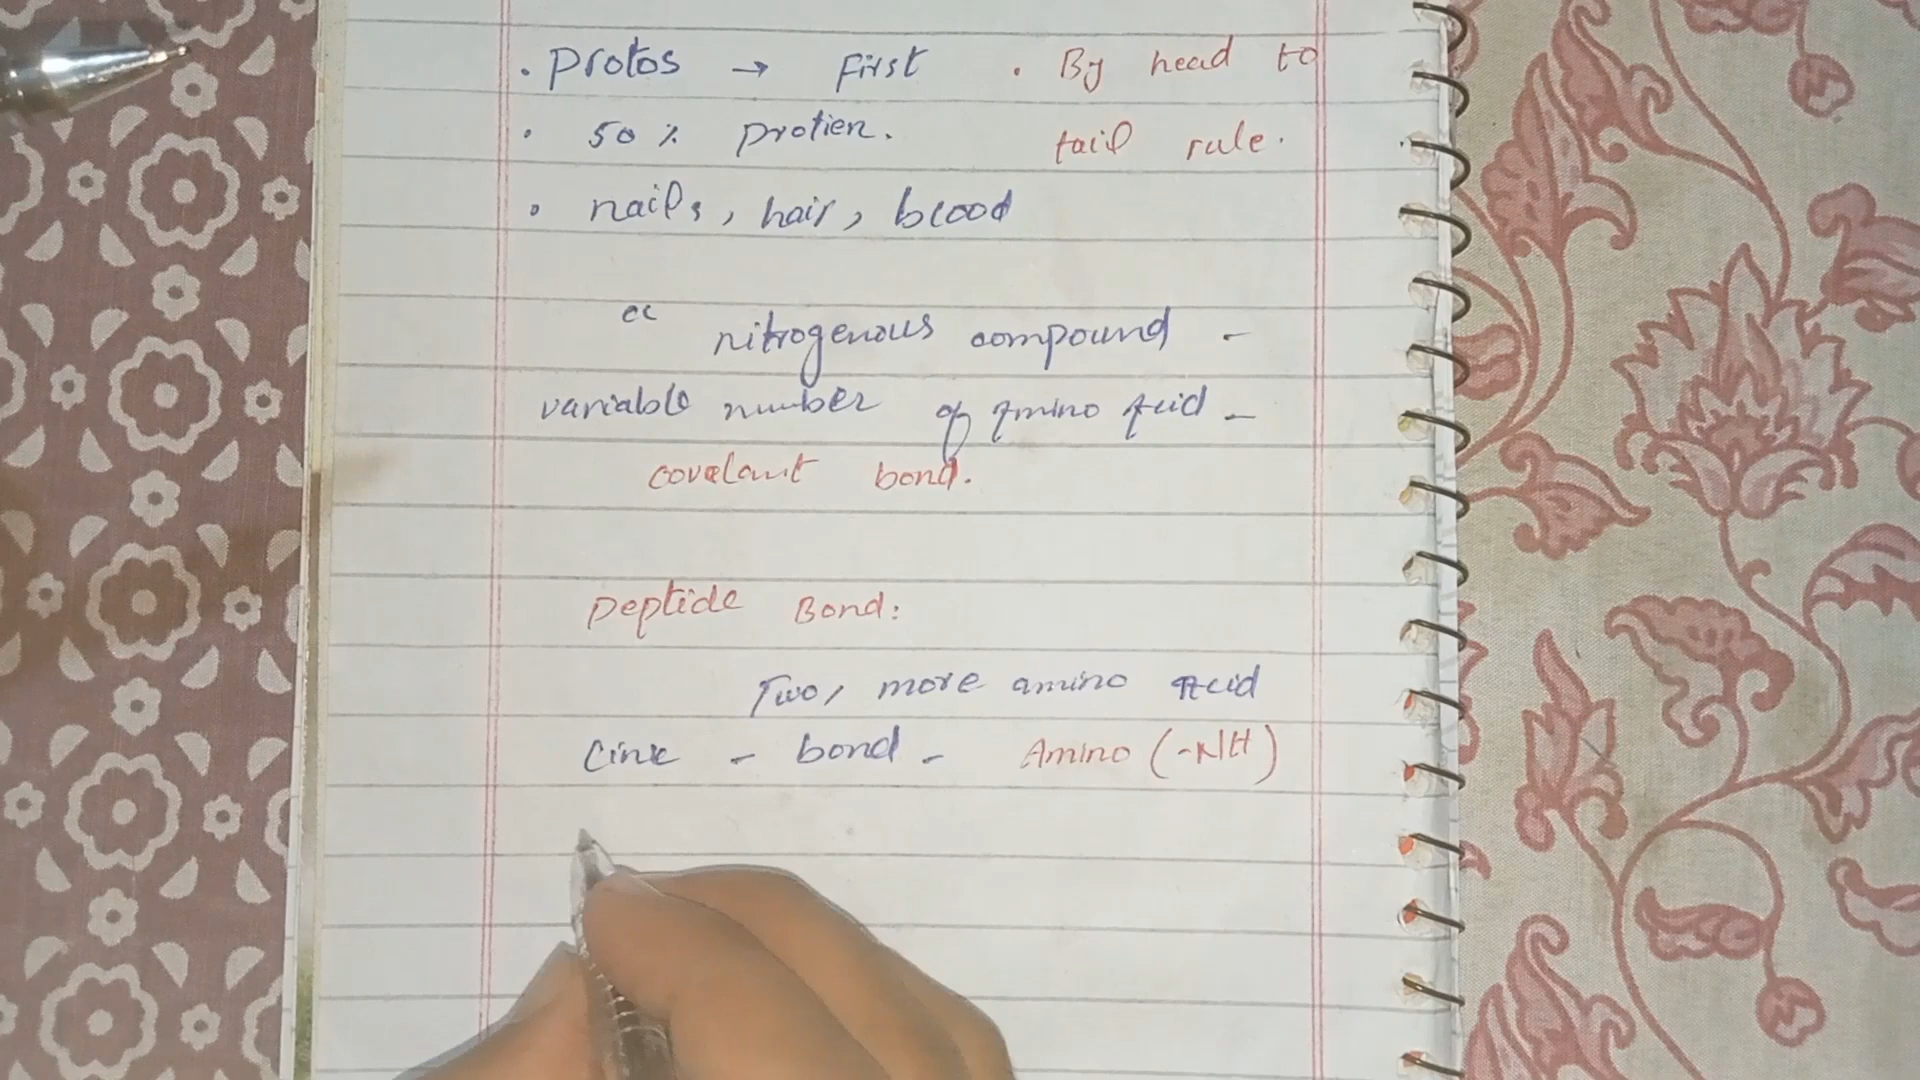 . Protos → First
. 50 % Protien.
. nails, hair, blood
. By head to
tail rule.
“ nitrogenous compound -
variable number of Amino Acid -
covalant bond.
Peptide Bond:
Two, more amino Acid
Link - bond - Amino (-NH)